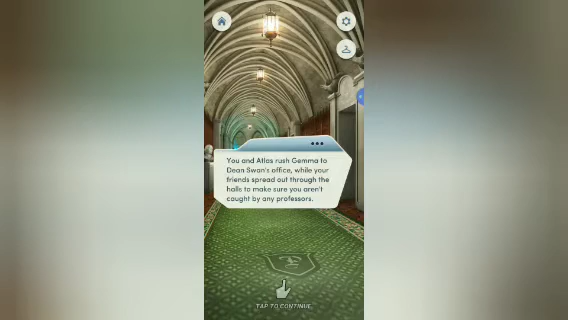 You and Atlas rush Gemma to
Dean Swan's office, while your
friends spread out through the
halls to make sure you aren't
caught by any professors.
TAP TO CONTINUE